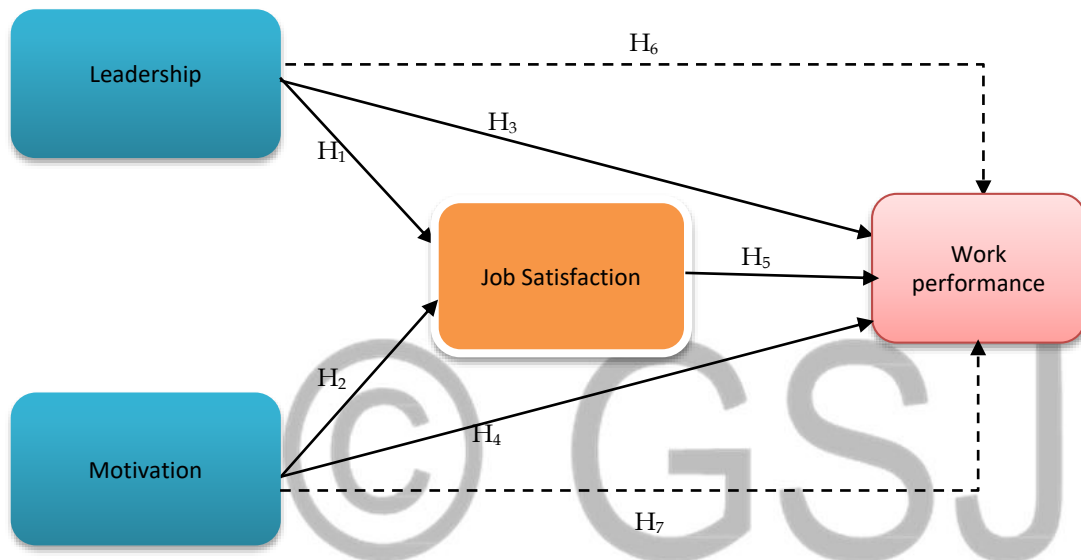 H₆
Leadership
H₃
H₁
Job Satisfaction
H₅
Work
performance
H₂
H₄
Motivation
H₇
© GSJ